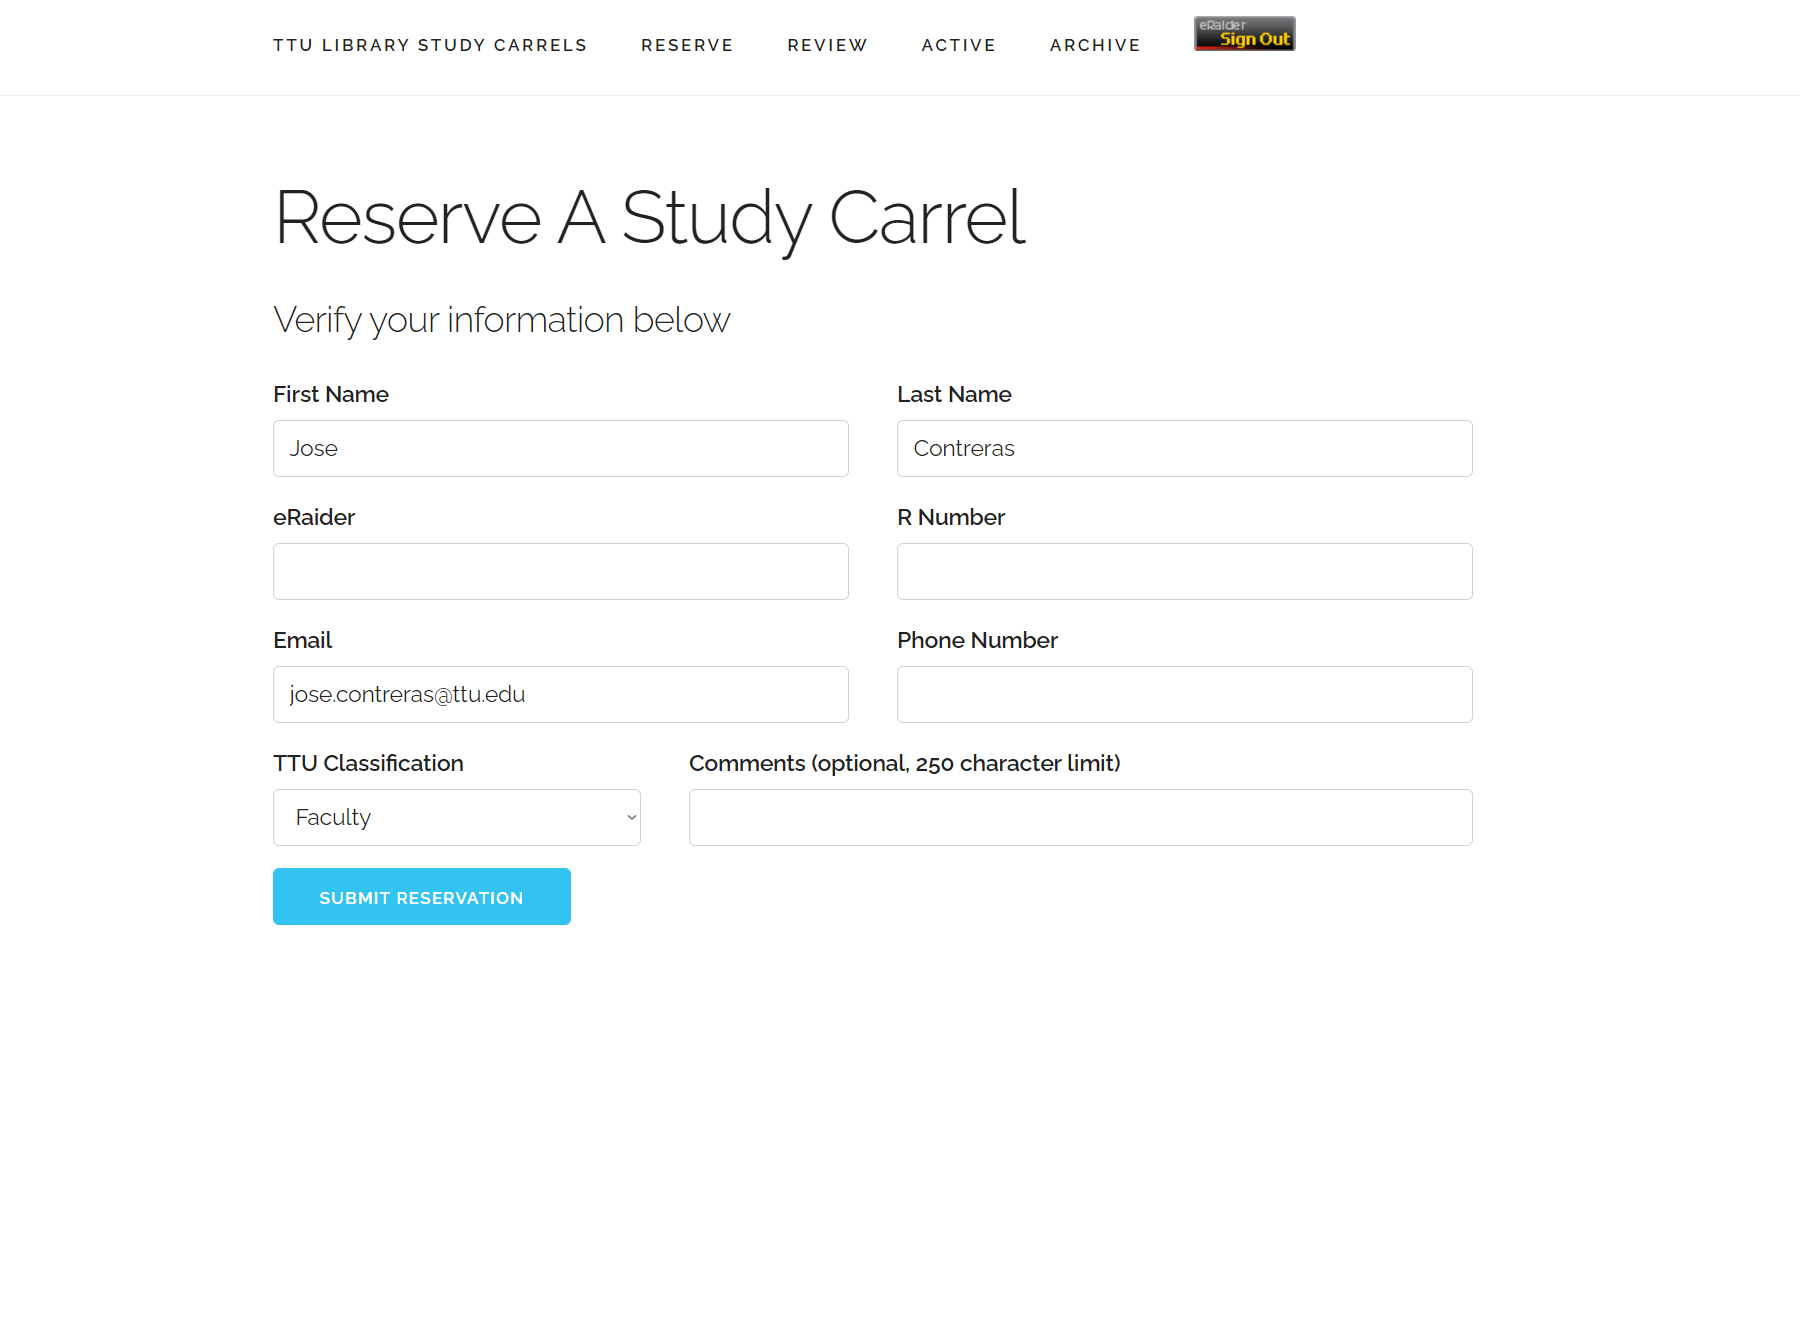 TTU LIBRARY STUDY CARRELS RESERVE REVIEW ACTIVE ARCHIVE
eRaider
Sign Out
Reserve A Study Carrel
Verify your information below
First Name Last Name
Jose Contreras
eRaider R Number
Email Phone Number
jose.contreras@ttu.edu
TTU Classification Comments (optional, 250 character limit)
Faculty
SUBMIT RESERVATION